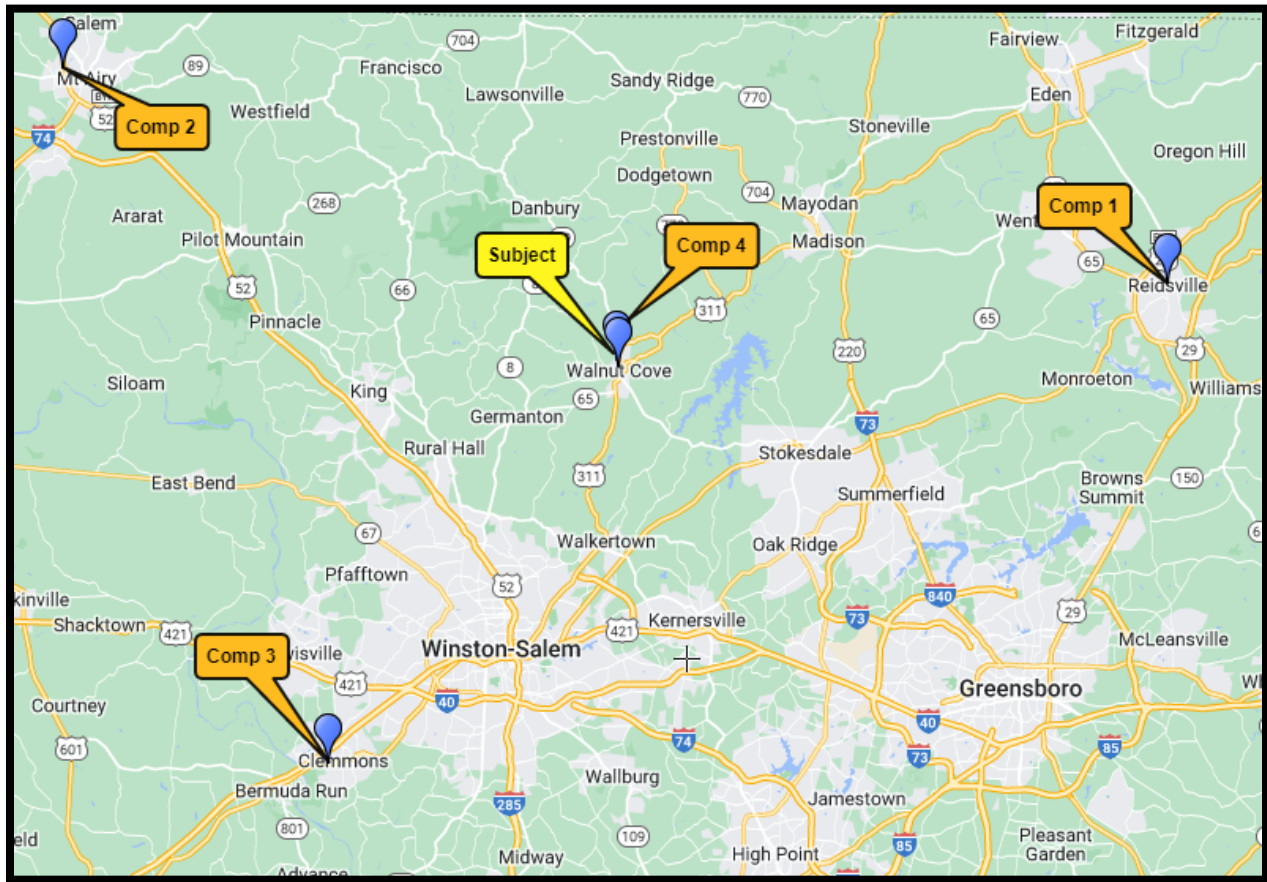 Salem
704
Fairview
Fitzgerald
Francisco
89
Mt Airy
Sandy Ridge
Lawsonville
770
Eden
52
Comp 2
Westfield
Stoneville
74
Prestonville
Oregon Hill
Dodgetown
704
268
Mayodan
Ararat
Danbury
Comp 1
Went
Pilot Mountain
Subject
Comp 4
Madison
65
52
66
8
311
Reidsville
Pinnacle
65
29
220
Siloam
King
8
Walnut Cove
Monroeton
Williams
65
Germanton
73
Rural Hall
Stokesdale
East Bend
311
Summerfield
Browns
Summit
150
67
Walkertown
Oak Ridge
Pfafftown
52
kinville
840
Shacktown
421
421
Kernersville
73
29
McLeansville
Comp 3
visville
Winston-Salem
421
40
Greensboro
Courtney
601
74
40
85
73
Clemmons
Bermuda Run
Wallburg
285
Jamestown
801
109
eld
Midway
High Point
85
Pleasant
Garden
Advance